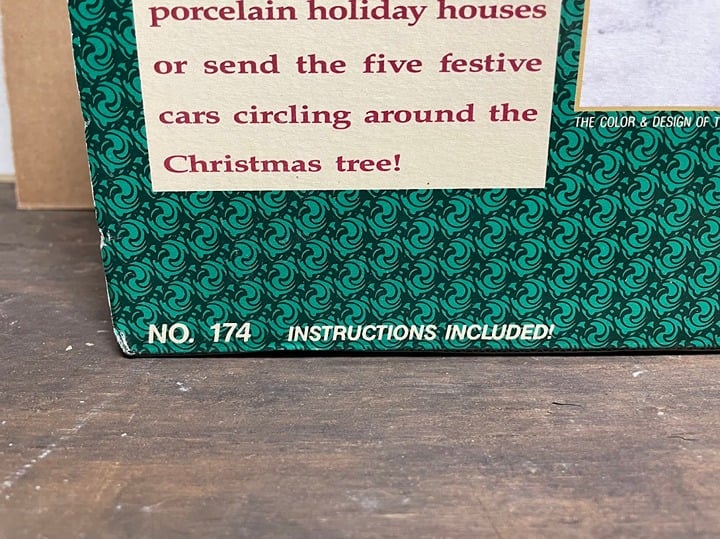 porcelain holiday houses
or send the five festive
cars circling around the
Christmas tree!
THE COLOR & DESIGN OF
NO. 174 INSTRUCTIONS INCLUDED!